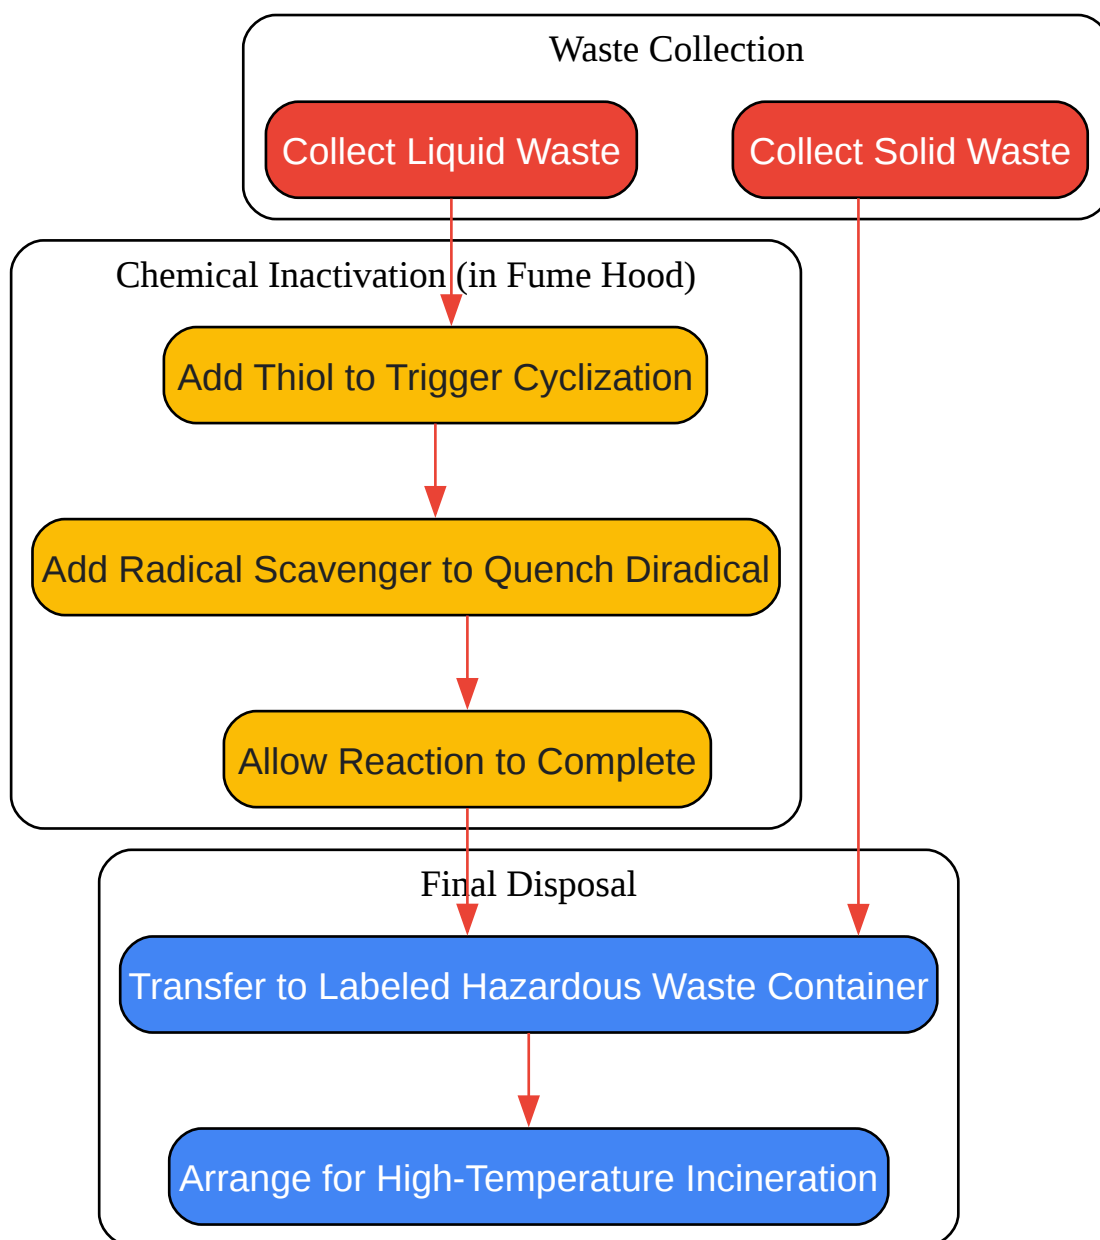 Waste Collection
Collect Liquid Waste
Collect Solid Waste
Chemical Inactivation (in Fume Hood)
Add Thiol to Trigger Cyclization
Add Radical Scavenger to Quench Diradical
Allow Reaction to Complete
Final Disposal
Transfer to Labeled Hazardous Waste Container
Arrange for High-Temperature Incineration